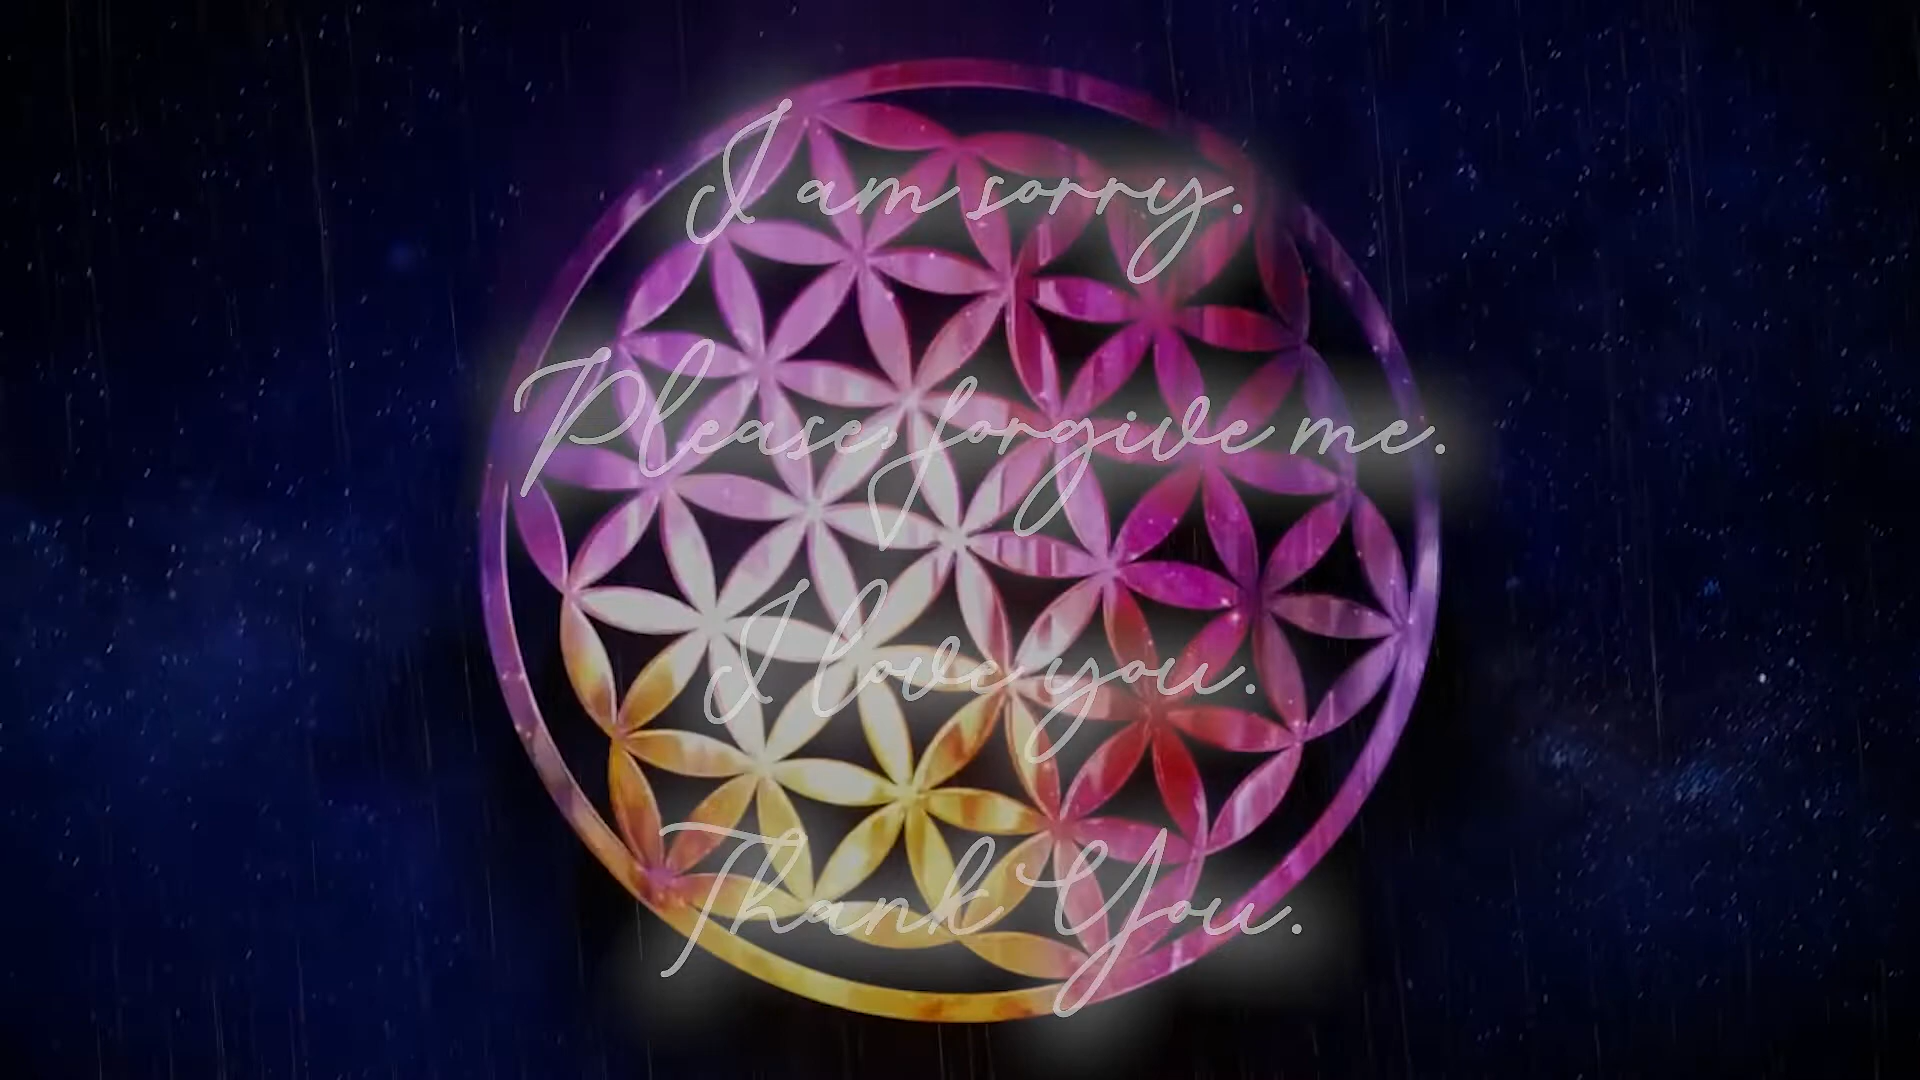 I am sorry.
Please, forgive me.
I love you.
Thank You.